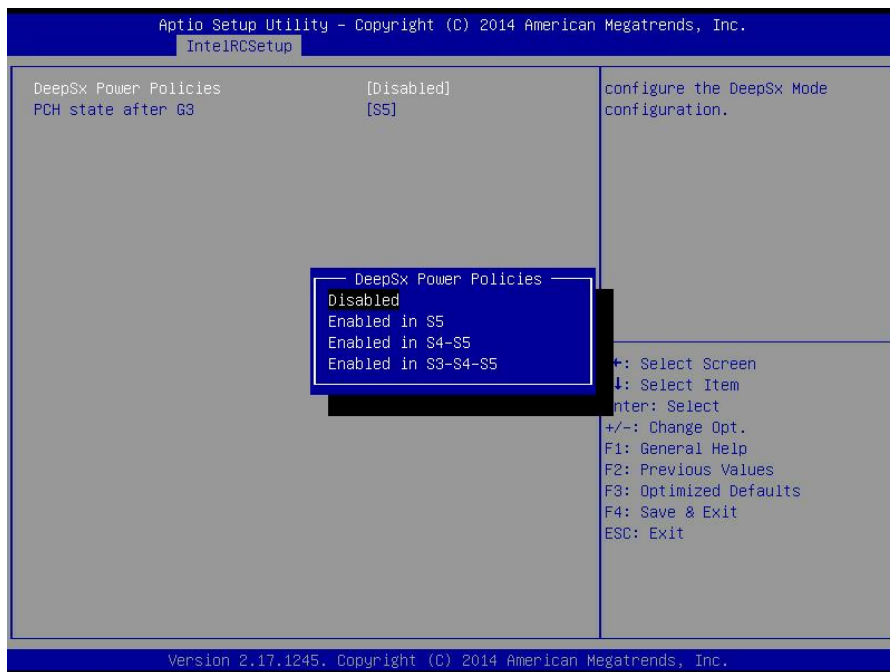 Aptio Setup Utility – Copyright (C) 2014 American Megatrends, Inc.
IntelRCSetup
DeepSx Power Policies [Disabled]
PCH state after G3 [S5]
configure the DeepSx Mode
configuration.
DeepSx Power Policies
Disabled
Enabled in S5
Enabled in S4-S5
Enabled in S3-S4-S5
←: Select Screen
↓: Select Item
nter: Select
+/-: Change Opt.
F1: General Help
F2: Previous Values
F3: Optimized Defaults
F4: Save & Exit
ESC: Exit
Version 2.17.1245. Copyright (C) 2014 American Megatrends, Inc.